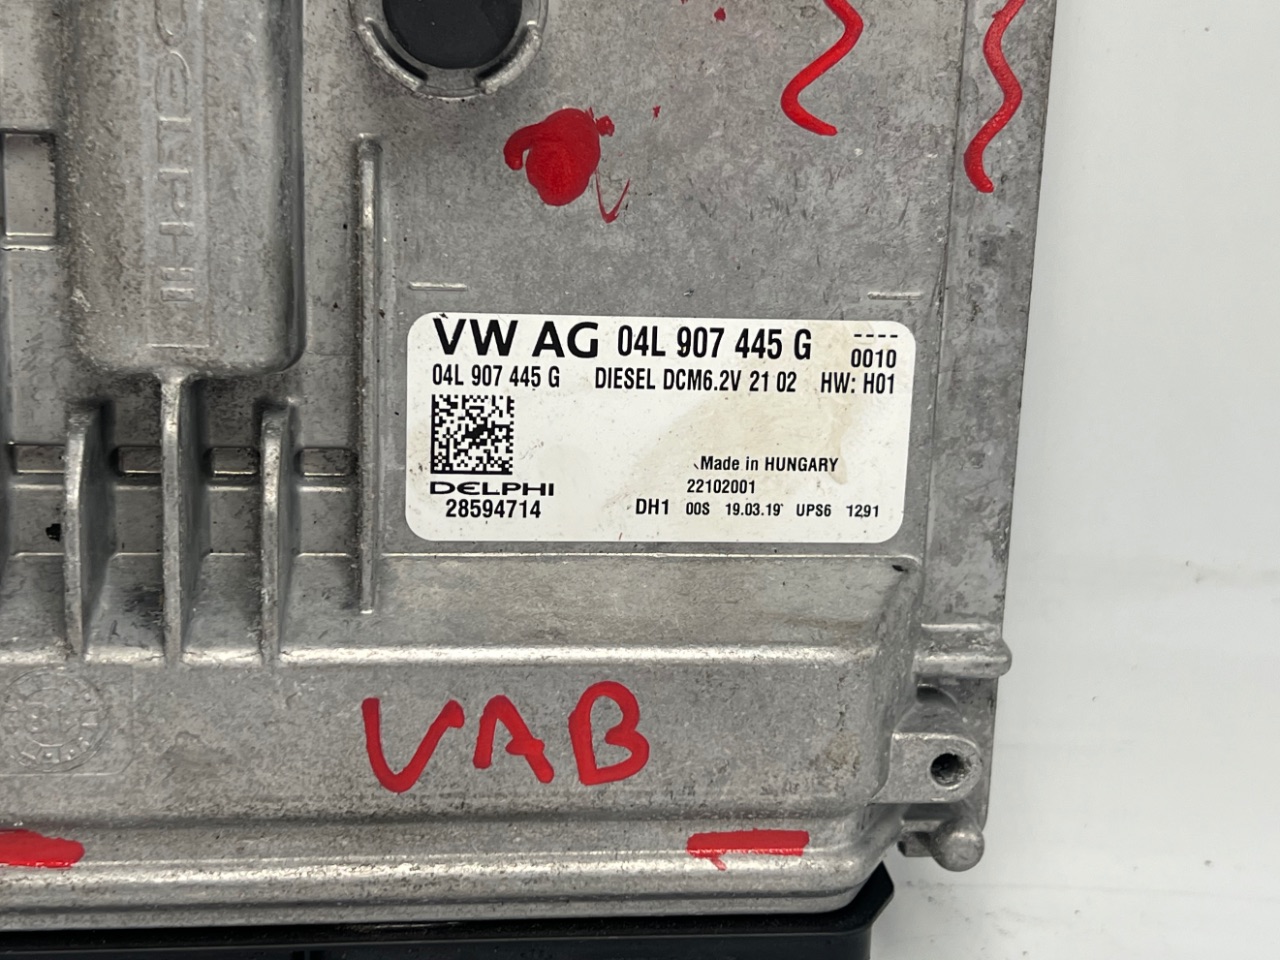 DELPHI
VW AG 04L 907 445 G ----
0010
04L 907 445 G DIESEL DCM6.2V 21 02 HW: H01
Made in HUNGARY
22102001
DELPHI
28594714 DH1 00S 19.03.19 UPS6 1291
VAB